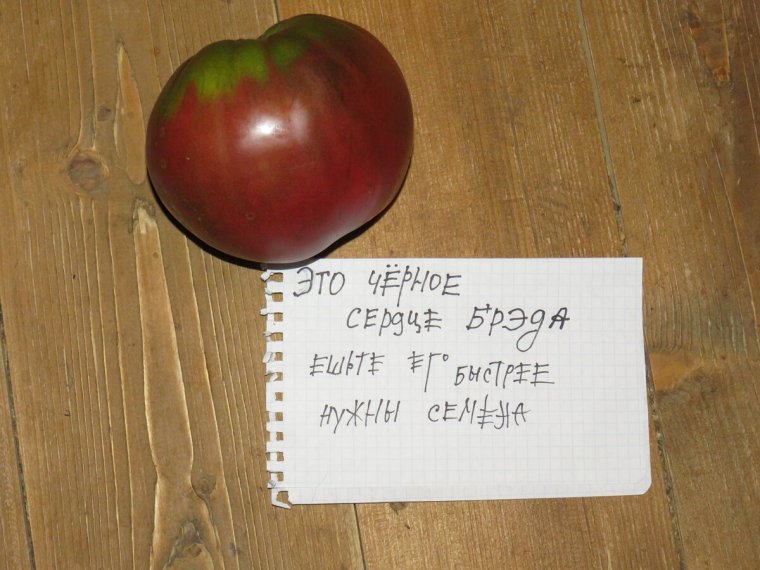 ЭТО ЧЁРНОЕ
СЕРДЦЕ БРЭДА
ЕШЬТЕ ЕГО БЫСТРЕЕ
НУЖНЫ СЕМЕНА